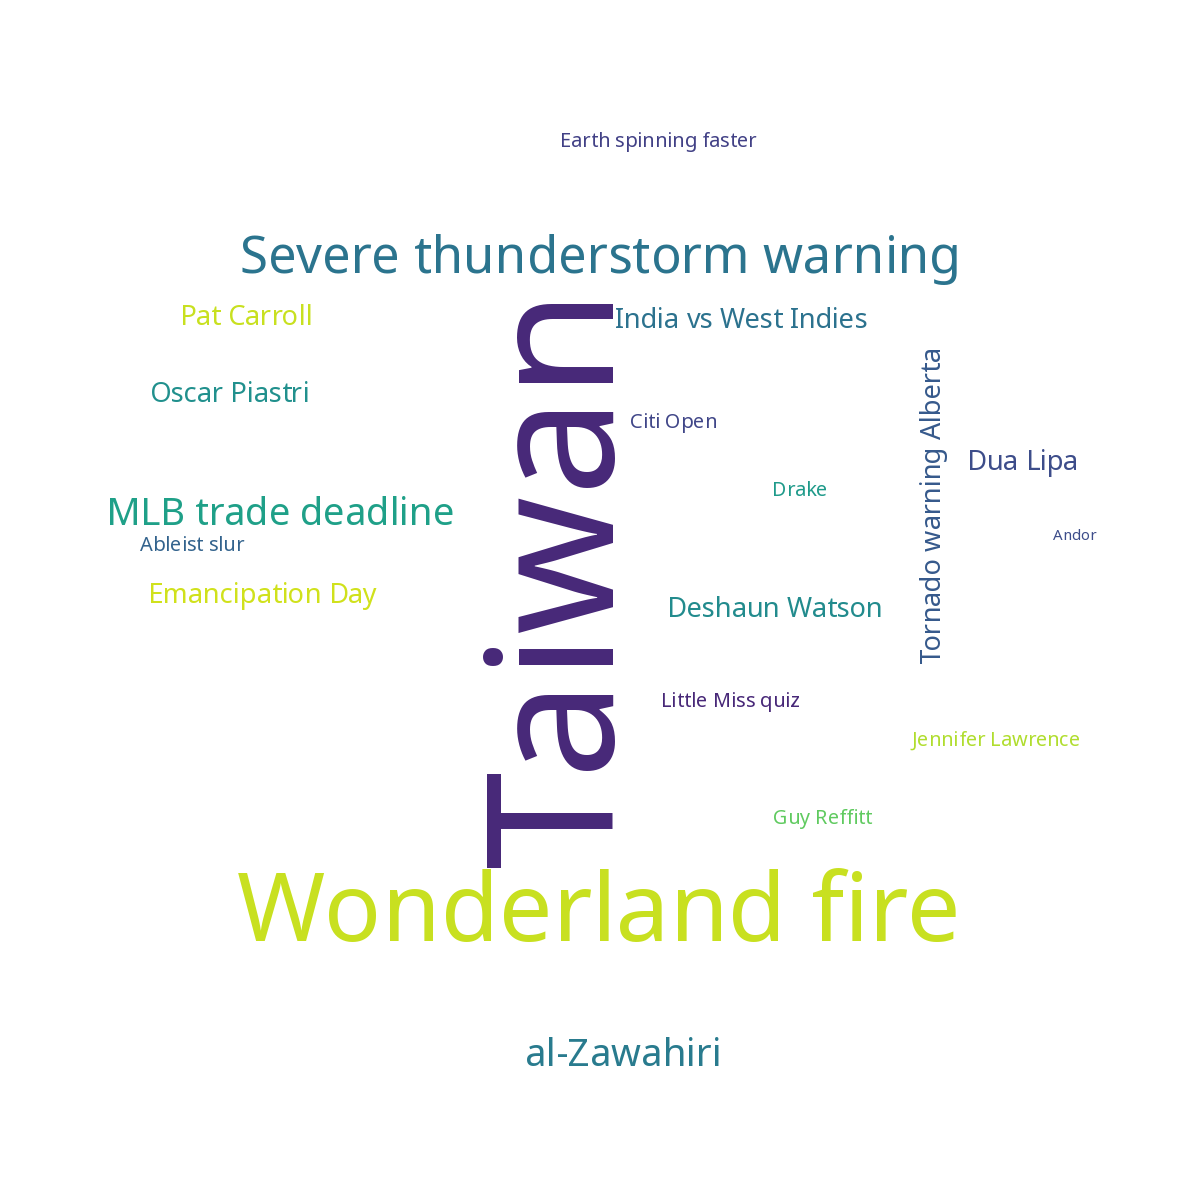 Earth spinning faster
Severe thunderstorm warning
Pat Carroll
India vs West Indies
Oscar Piastri
Citi Open
Tornado warning Alberta
Dua Lipa
Drake
MLB trade deadline
Andor
Ableist slur
Taiwan
Emancipation Day
Deshaun Watson
Little Miss quiz
Jennifer Lawrence
Guy Reffitt
Wonderland fire
al-Zawahiri